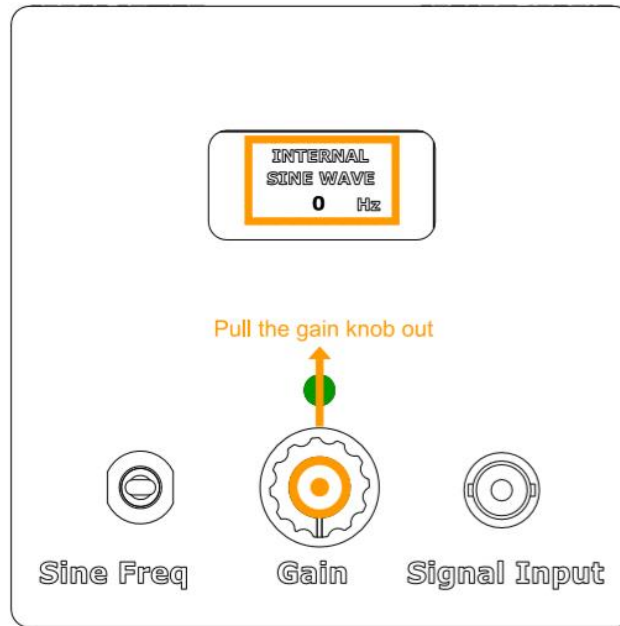 INTERNAL
SINE WAVE
0 Hz
Pull the gain knob out
Sine Freq
Gain
Signal Input